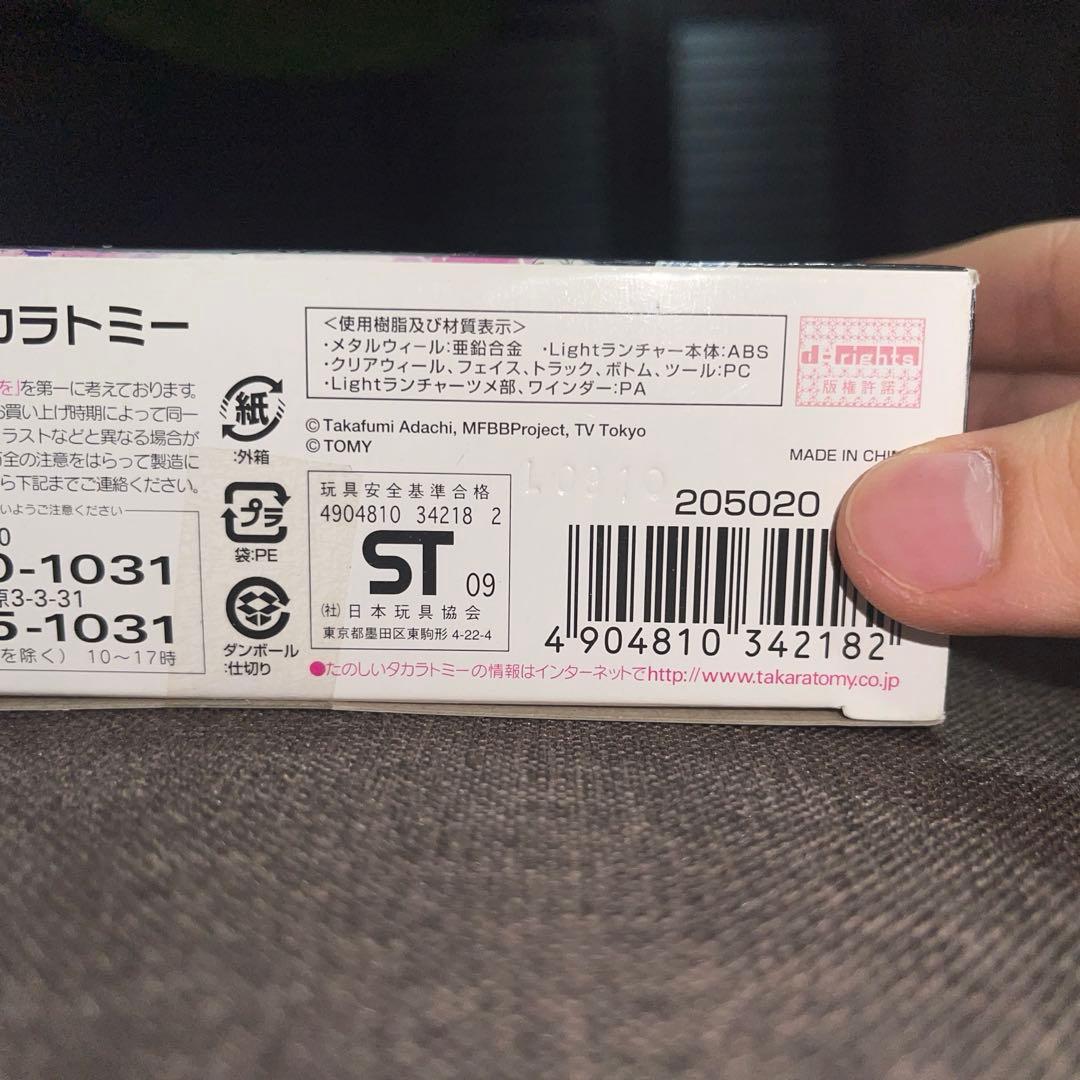 カラトミー
を」を第一に考えております。
お買い上げ時期によって同一
ラストなどと異なる場合が
万全の注意をはらって製造に
ら下記までご連絡ください。
いようご注意ください
0
0-1031
原3-3-31
5-1031
を除く） 10〜17時
紙
:外箱
プラ
袋:PE
ダンボール
:仕切り
＜使用樹脂及び材質表示＞
・メタルウィール:亜鉛合金 ・Lightランチャー本体:ABS
・クリアウィール、フェイス、トラック、ボトム、ツール:PC
・Lightランチャーツメ部、ワインダー:PA
d-rights
版権許諾
©Takafumi Adachi, MFBBProject, TV Tokyo
©TOMY
MADE IN CHIN
L0910
玩具安全基準合格
4904810 34218 2
ST 09
(社)日本玩具協会
東京都墨田区東駒形 4-22-4
205020
4 904810 342182
●たのしいタカラトミーの情報はインターネットでhttp://www.takaratomy.co.jp